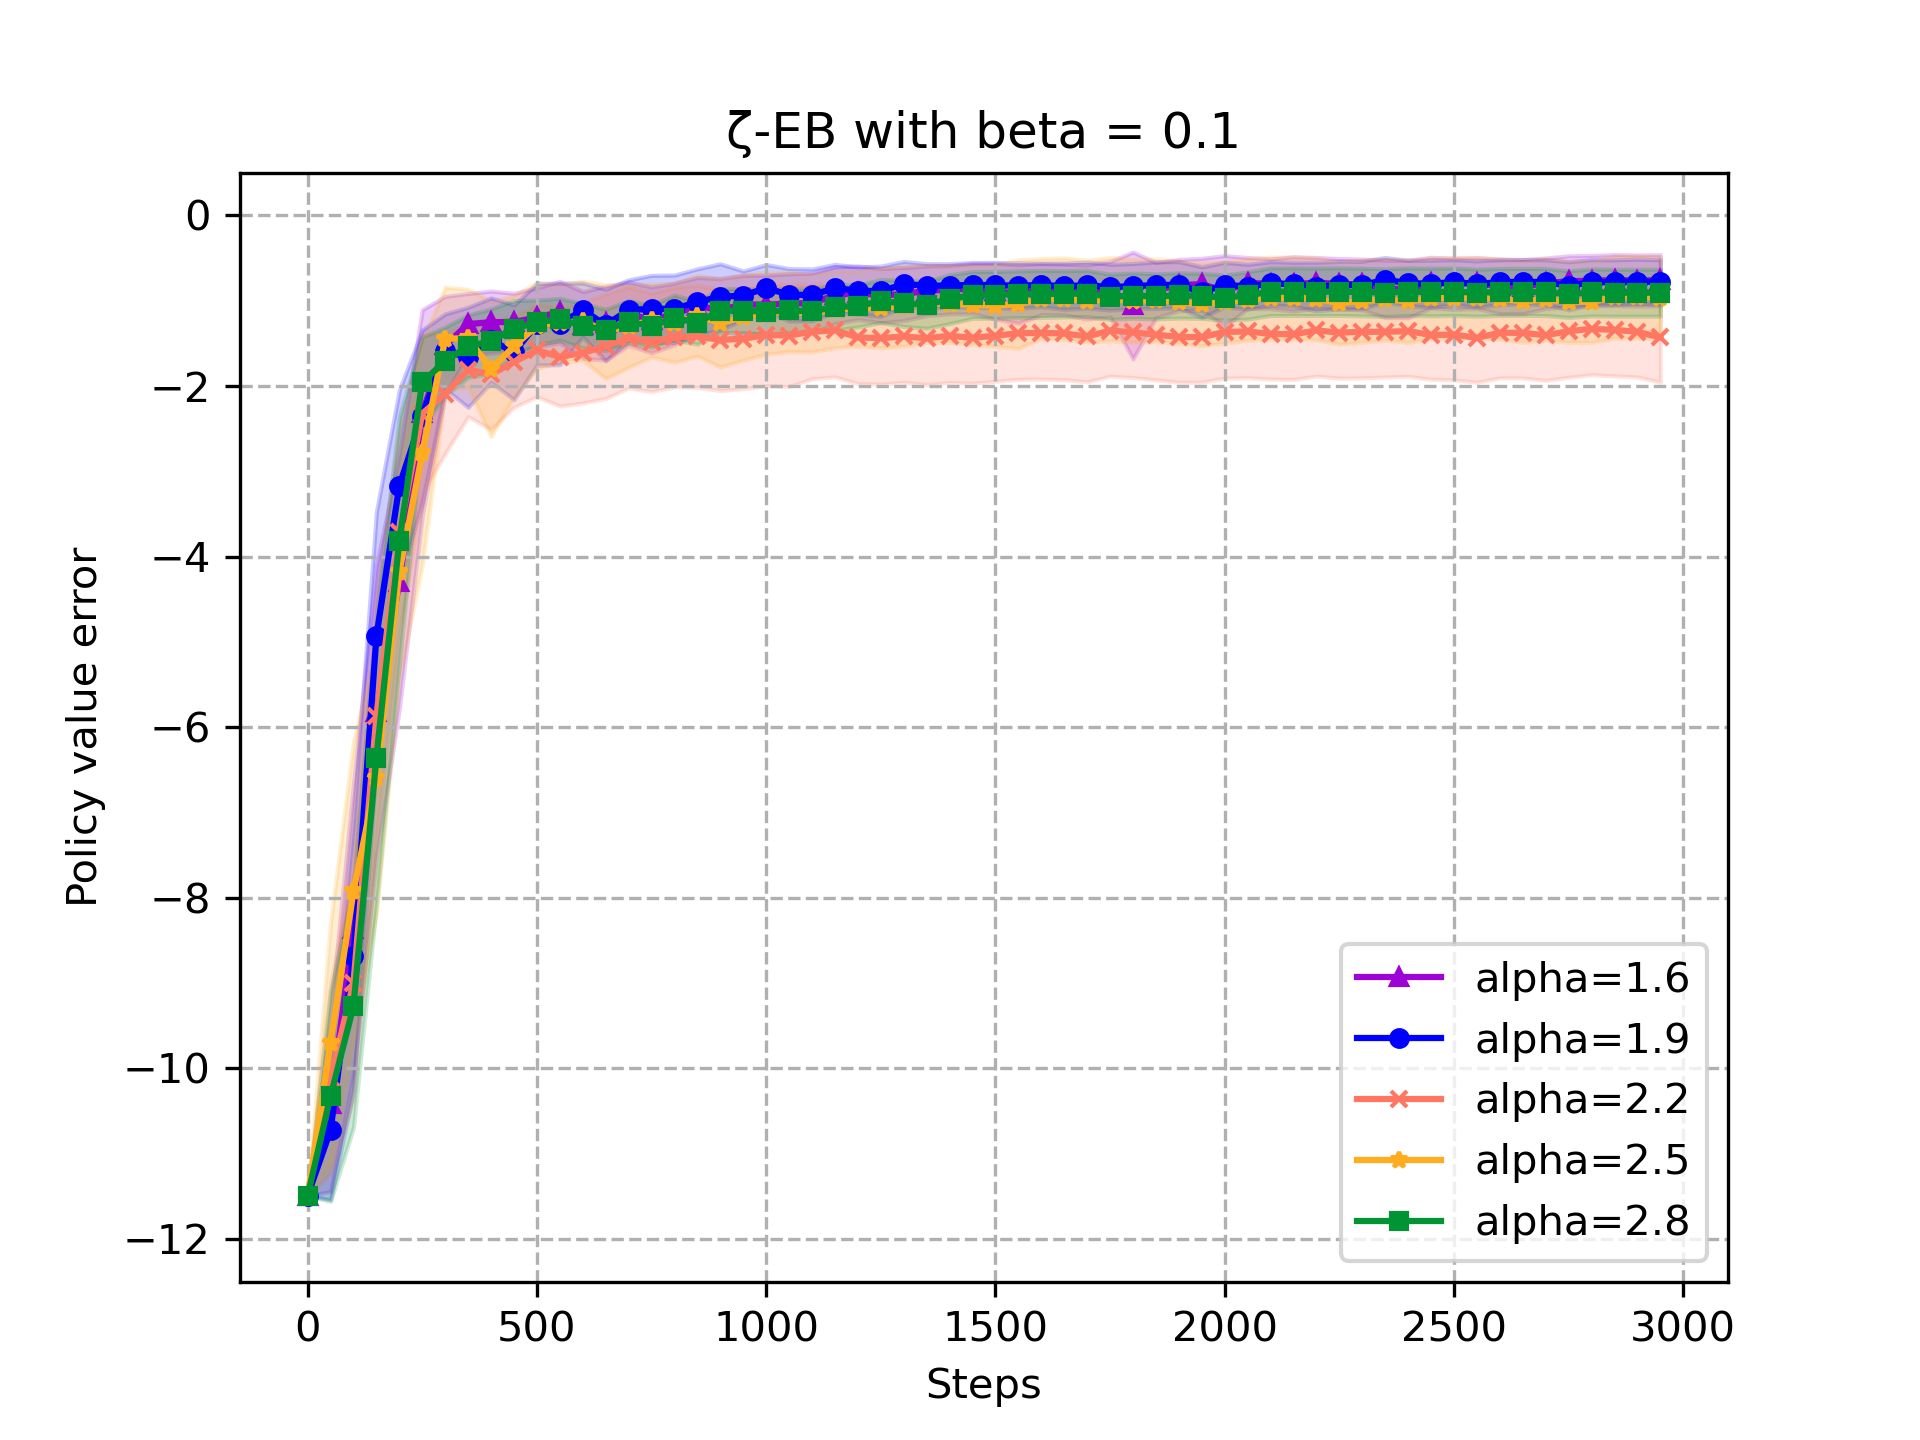 ζ-EB with beta = 0.1
Policy value error
0
−2
−4
−6
−8
−10
−12
0 500 1000 1500 2000 2500 3000
Steps
alpha=1.6
alpha=1.9
alpha=2.2
alpha=2.5
alpha=2.8